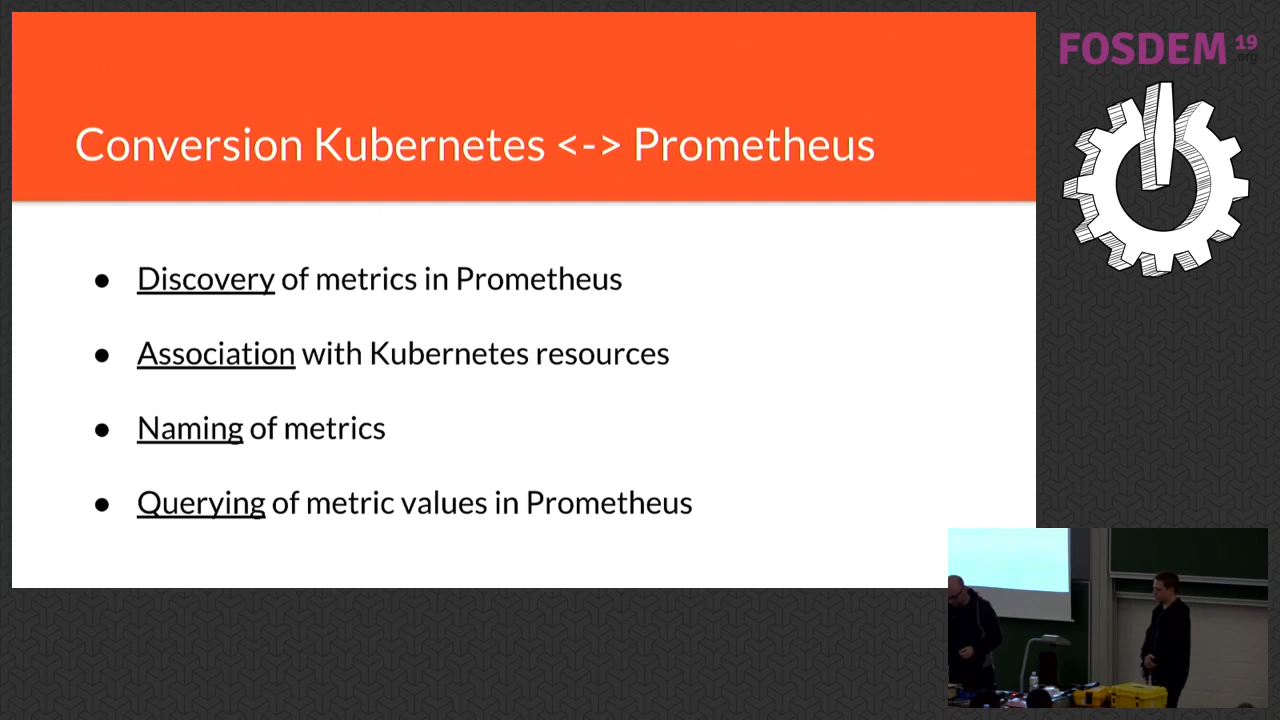 Conversion Kubernetes <-> Prometheus
● Discovery of metrics in Prometheus
● Association with Kubernetes resources
● Naming of metrics
● Querying of metric values in Prometheus
FOSDEM 19
.org